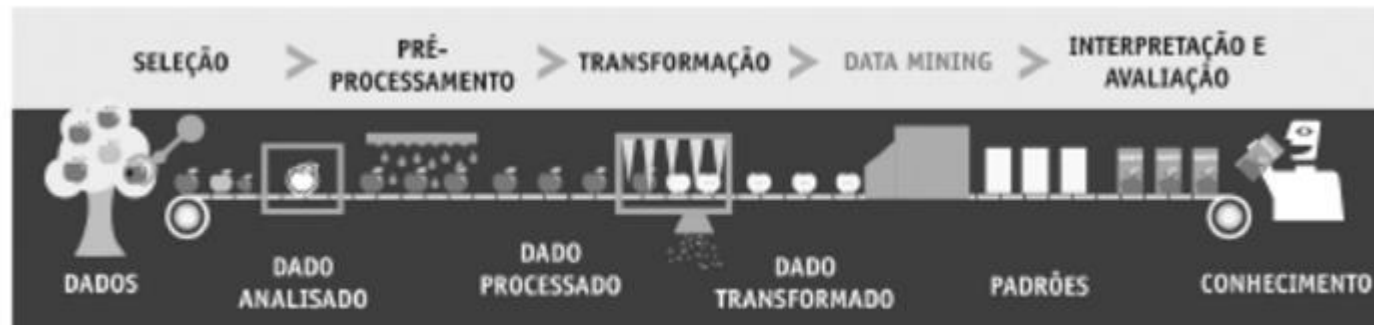 SELEÇÃO > PRÉ-PROCESSAMENTO > TRANSFORMAÇÃO > DATA MINING > INTERPRETAÇÃO E AVALIAÇÃO
DADOS
DADO
ANALISADO
DADO
PROCESSADO
DADO
TRANSFORMADO
PADRÕES
CONHECIMENTO